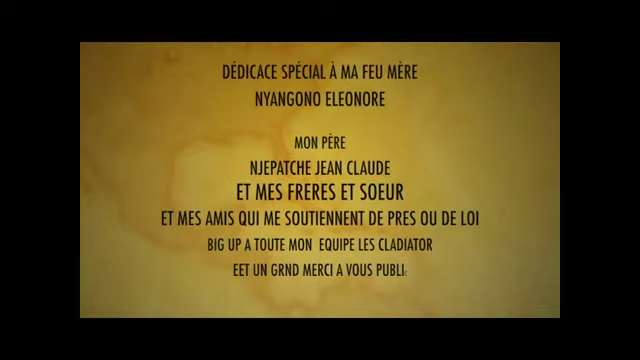 DÉDICACE SPÉCIAL À MA FEU MÈRE
NYANGONO ELEONORE
MON PÈRE
NJEPATCHE JEAN CLAUDE
ET MES FRERES ET SOEUR
ET MES AMIS QUI ME SOUTIENNENT DE PRES OU DE LOI
BIG UP A TOUTE MON EQUIPE LES CLADIATOR
EET UN GRND MERCI A VOUS PUBLI